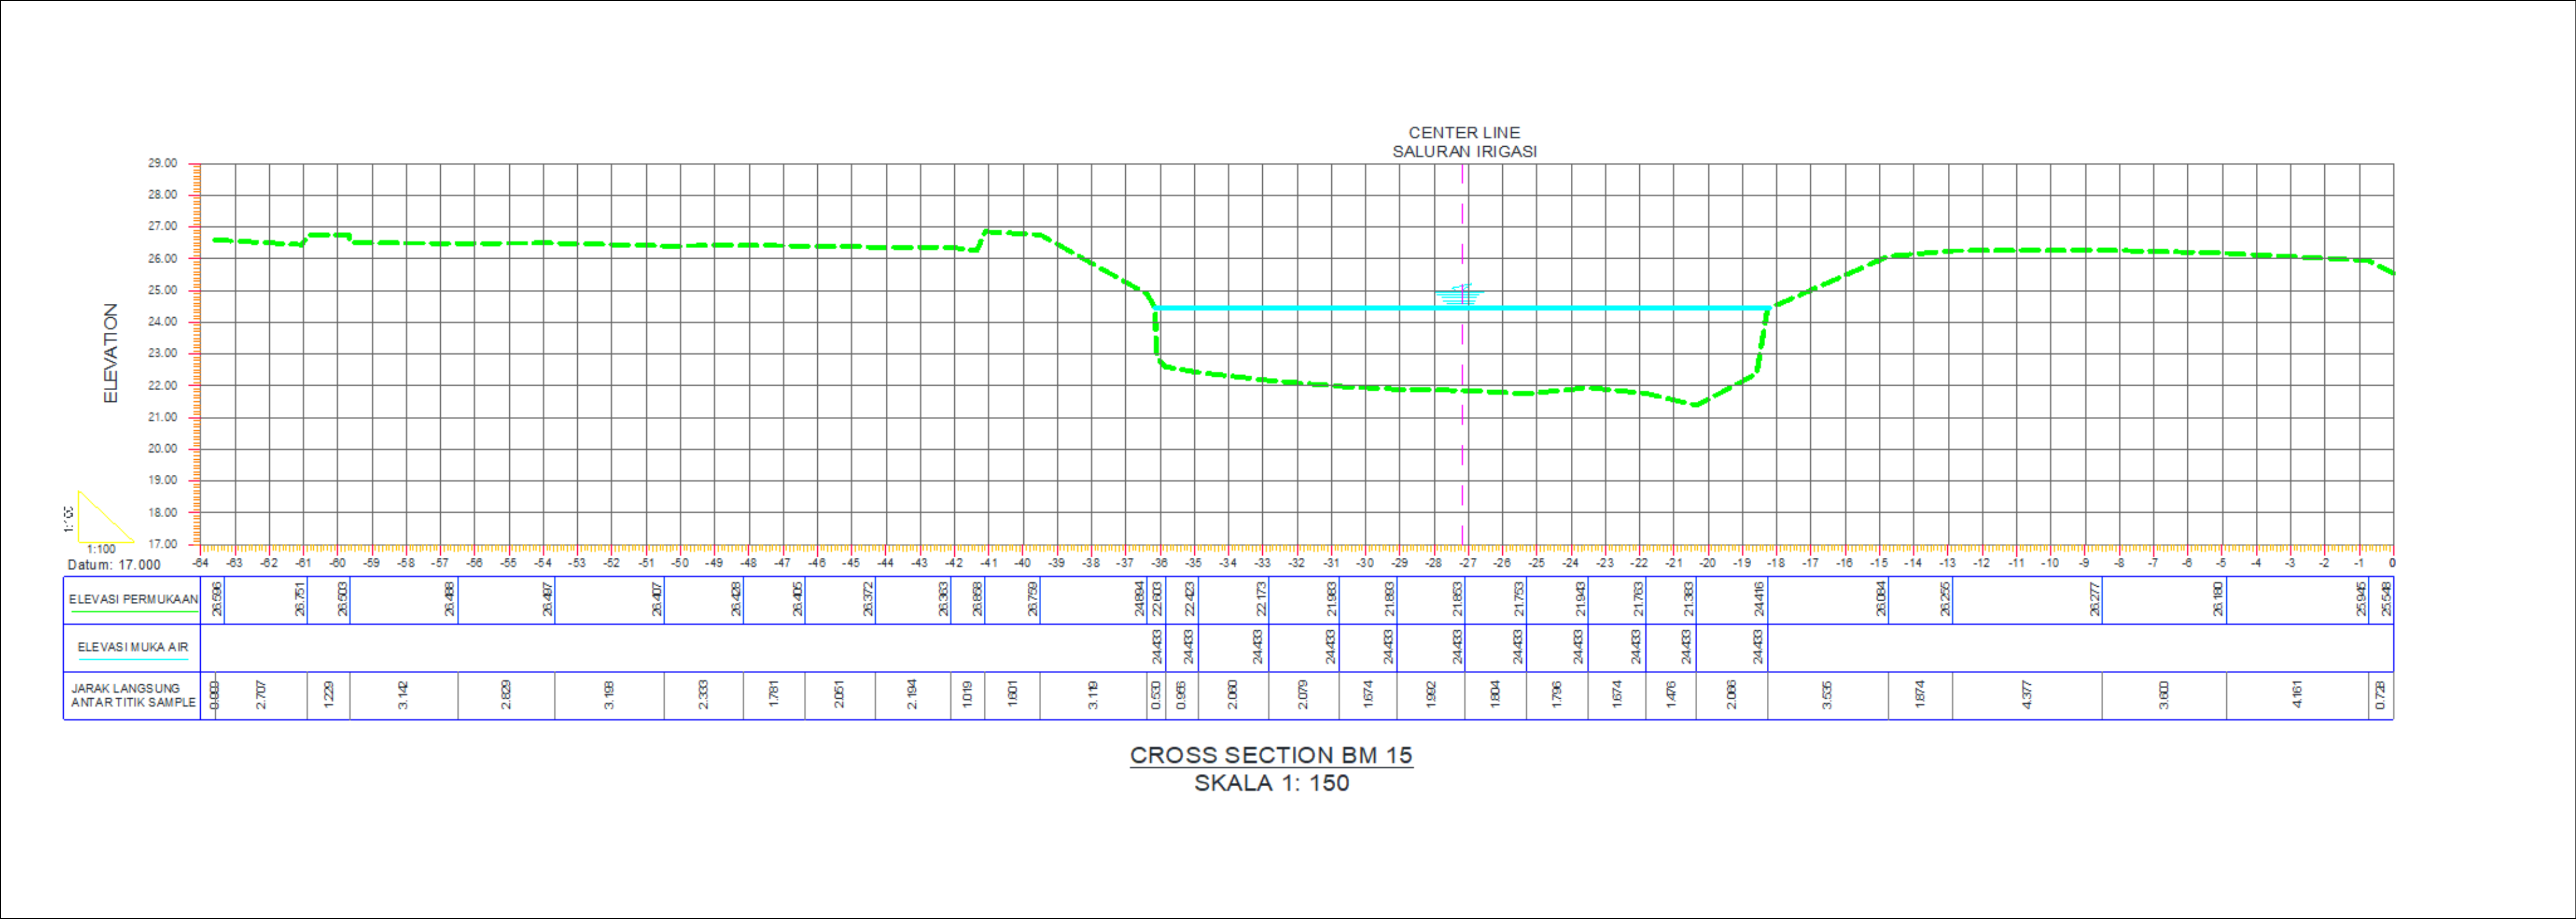 CENTER LINE
SALURAN IRIGASI
29.00
28.00
27.00
26.00
25.00
24.00
23.00
22.00
21.00
20.00
19.00
18.00
17.00
ELEVATION
1:100
1:100
Datum: 17.000
-64 -63 -61 -60 -59 -58 -57 -56 -54 -53 -52 -51 -50 -49 -48 -46 -45 -44 -43 -42 -41 -40 -39 -38 -37 -36 -35 -34 -33 -32 -31 -30 -29 -28 -27 -26 -25 -24 -23 -22 -21 -20 -19 -18 -17 -16 -15 -14 -13 -11 -10 -9 -8 -7 -6 -5 -4 -2 -1 0
ELEVASI PERMUKAAN 26.596 26.751 26.503 26.488 26.497 26.407 26.428 26.405 26.372 26.363 26.858 26.759 24.894 22.603 22.423 22.173 21.983 21.893 21.853 21.753 21.943 21.763 21.383 24.416 26.084 26.255 26.277 26.180 25.945 25.548
ELEVASI MUKA AIR 24.433 24.433 24.433 24.433 24.433 24.433 24.433 24.433 24.433 24.433 24.433
JARAK LANGSUNG
ANTAR TITIK SAMPLE 2.707 1.229 3.142 2.829 3.198 2.333 1.781 2.051 2.194 1.019 1.601 3.119 0.530 0.956 2.060 2.079 1.674 1.992 1.804 1.796 1.674 1.476 2.066 3.535 1.874 4.377 3.600 4.161 0.728
CROSS SECTION BM 15
SKALA 1: 150